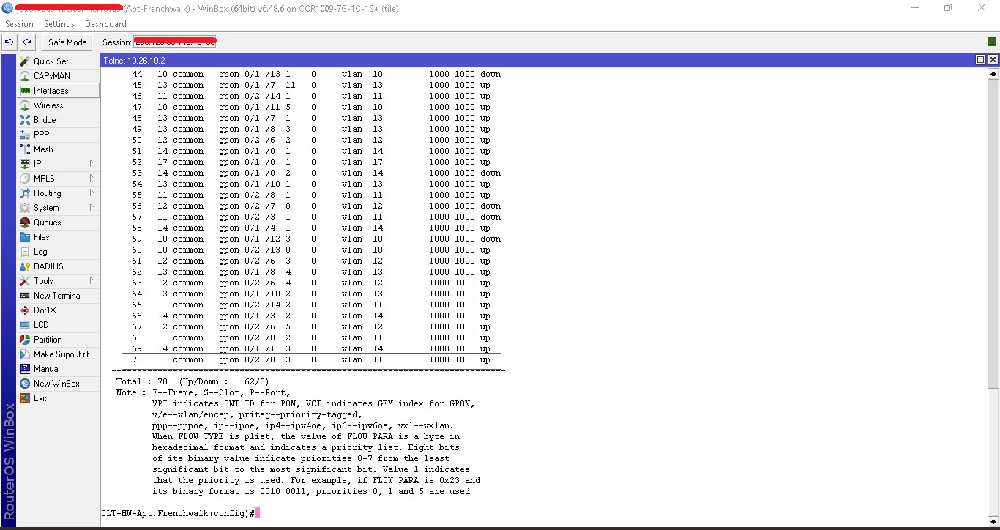 (Apt-Frenchwalk) - WinBox (64bit) v6.48.6 on CCR1009-7G-1C-1S+ (tile)
Session Settings Dashboard
Safe Mode Session:
Quick Set
CAPsMAN
Interfaces
Wireless
Bridge
PPP
Mesh
IP
MPLS
Routing
System
Queues
Files
Log
RADIUS
Tools
New Terminal
Dot1X
LCD
Partition
Make Supout.rif
Manual
New WinBox
Exit
RouterOS WinBox
Telnet 10.26.10.2
44 10 common gpon 0/1 /13 1 0 vlan 10 1000 1000 down
45 13 common gpon 0/1 /7 11 0 vlan 13 1000 1000 up
46 11 common gpon 0/2 /14 1 0 vlan 11 1000 1000 up
47 10 common gpon 0/1 /11 5 0 vlan 10 1000 1000 up
48 13 common gpon 0/1 /7 1 0 vlan 13 1000 1000 up
49 13 common gpon 0/1 /8 3 0 vlan 13 1000 1000 up
50 12 common gpon 0/2 /6 2 0 vlan 12 1000 1000 up
51 14 common gpon 0/1 /0 1 0 vlan 14 1000 1000 up
52 17 common gpon 0/1 /0 1 0 vlan 17 1000 1000 up
53 14 common gpon 0/1 /0 2 0 vlan 14 1000 1000 down
54 13 common gpon 0/1 /10 1 0 vlan 13 1000 1000 up
55 11 common gpon 0/2 /8 1 0 vlan 11 1000 1000 up
56 12 common gpon 0/2 /7 0 0 vlan 12 1000 1000 down
57 11 common gpon 0/2 /3 1 0 vlan 11 1000 1000 down
58 14 common gpon 0/1 /4 1 0 vlan 14 1000 1000 up
59 10 common gpon 0/1 /12 3 0 vlan 10 1000 1000 down
60 10 common gpon 0/2 /13 0 0 vlan 10 1000 1000 up
61 12 common gpon 0/2 /6 3 0 vlan 12 1000 1000 up
62 13 common gpon 0/1 /8 4 0 vlan 13 1000 1000 up
63 12 common gpon 0/2 /6 4 0 vlan 12 1000 1000 up
64 13 common gpon 0/1 /10 2 0 vlan 13 1000 1000 up
65 11 common gpon 0/2 /14 2 0 vlan 11 1000 1000 up
66 14 common gpon 0/1 /3 2 0 vlan 14 1000 1000 up
67 12 common gpon 0/2 /6 5 0 vlan 12 1000 1000 up
68 11 common gpon 0/2 /8 2 0 vlan 11 1000 1000 up
69 14 common gpon 0/1 /1 3 0 vlan 14 1000 1000 up
70 11 common gpon 0/2 /8 3 0 vlan 11 1000 1000 up
Total : 70 (Up/Down : 62/8)
Note : F--Frame, S--Slot, P--Port,
VPI indicates ONT ID for PON, VCI indicates GEM index for GPON,
v/e--vlan/encap, pritag--priority-tagged,
ppp--pppoe, ip--ipoe, ip4--ipv4oe, ip6--ipv6oe, vxl--vxlan.
When FLOW TYPE is plist, the value of FLOW PARA is a byte in
hexadecimal format and indicates a priority list. Eight bits
of its binary value indicate priorities 0-7 from the least
significant bit to the most significant bit. Value 1 indicates
that the priority is used. For example, if FLOW PARA is 0x23 and
its binary format is 0010 0011, priorities 0, 1 and 5 are used
OLT-HW-Apt.Frenchwalk(config)#